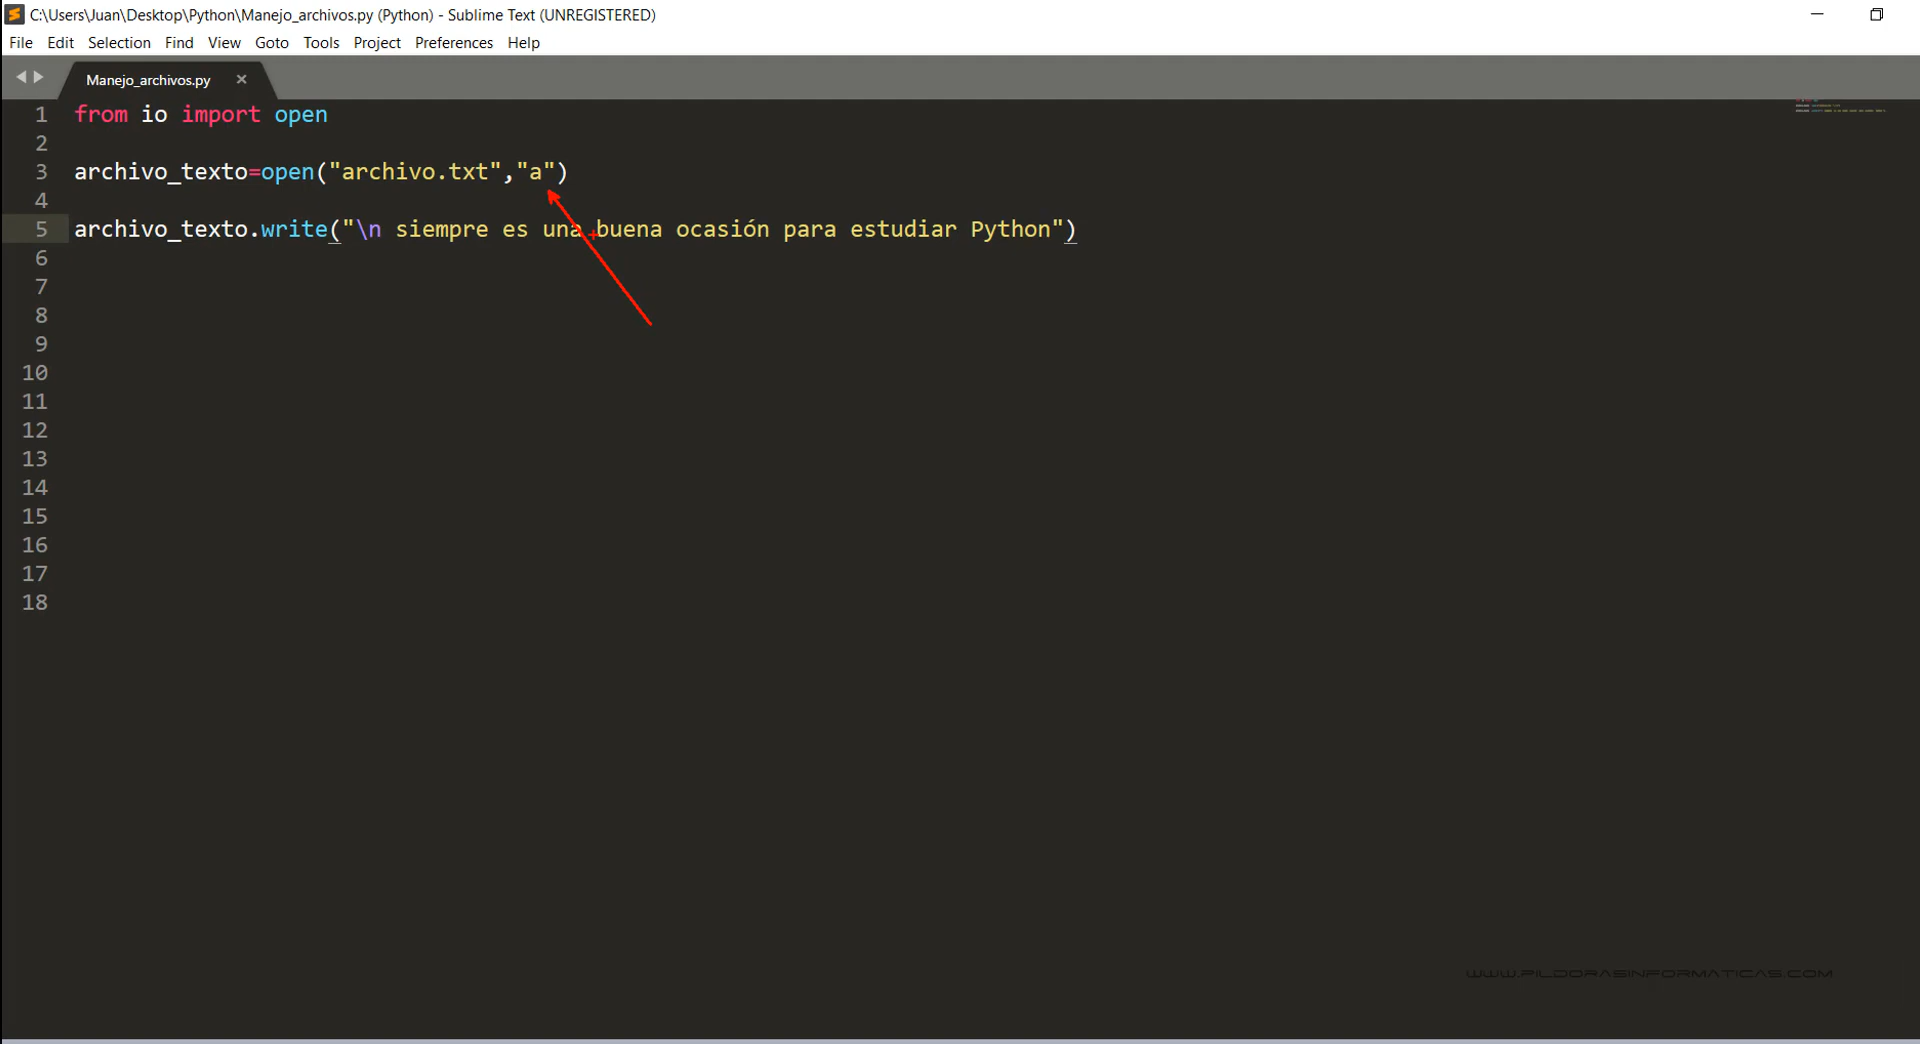 C:\Users\Juan\Desktop\Python\Manejo_archivos.py (Python) - Sublime Text (UNREGISTERED)
File Edit Selection Find View Goto Tools Project Preferences Help
Manejo_archivos.py
1 from io import open
2
3 archivo_texto=open("archivo.txt","a")
4
5 archivo_texto.write("\n siempre es una buena ocasión para estudiar Python")
6
7
8
9
10
11
12
13
14
15
16
17
18
WWW.PILDORASINFORMATICAS.COM